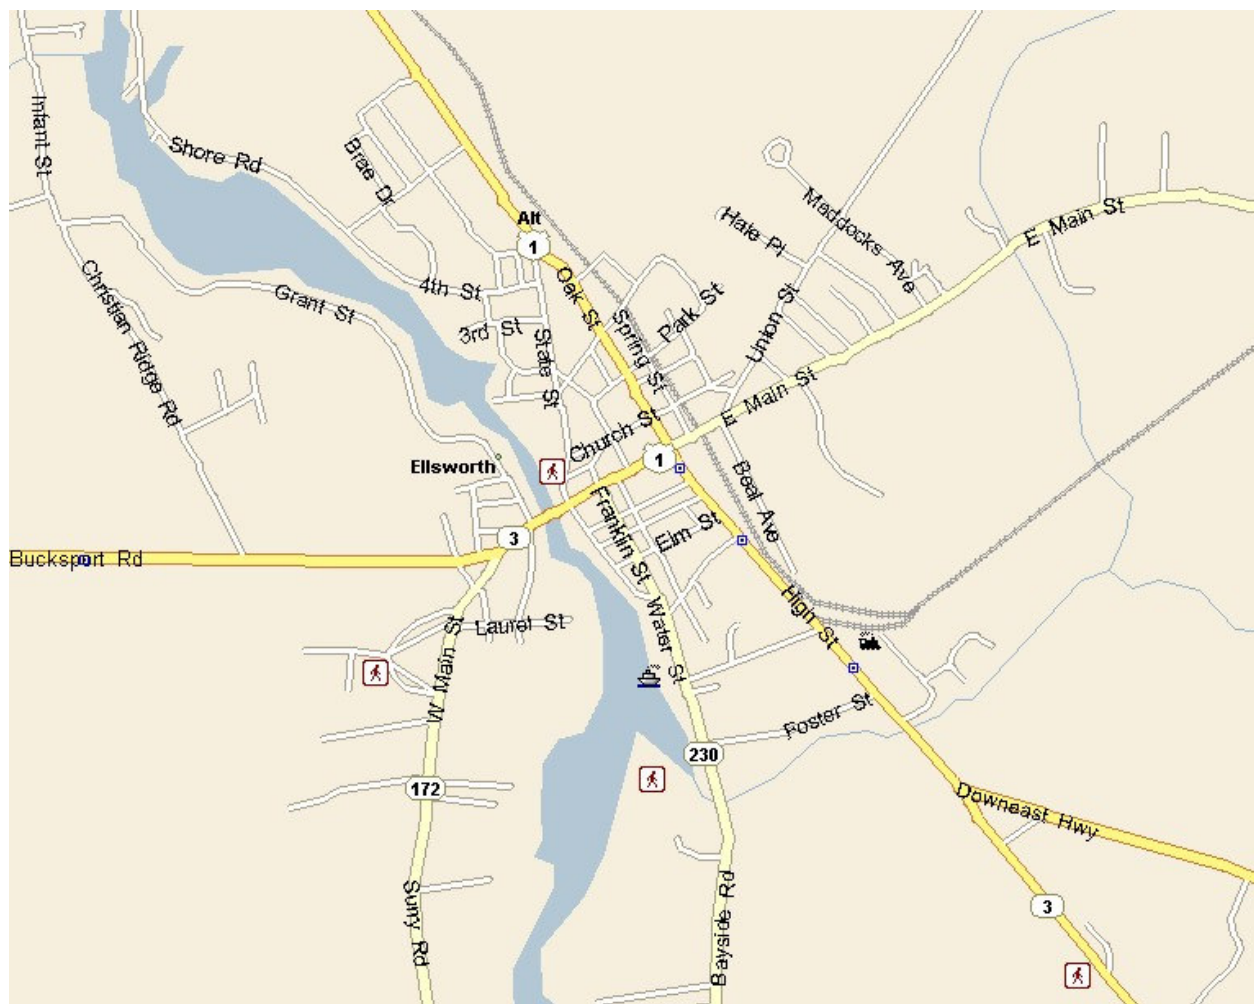 Infant St
Shore Rd
Brae Dr
Alt
1
Hale Pl
Maddocks Ave
E Main St
Christian Ridge Rd
Grant St
4th St
3rd St
State St
Oak St
Spring St
Park St
Union St
E Main St
Church St
1
Ellsworth
Beal Ave
Franklin St
Elm St
3
Bucksport Rd
High St
Laurel St
Water St
W Main St
Foster St
230
172
Downeast Hwy
Surry Rd
Bayside Rd
3